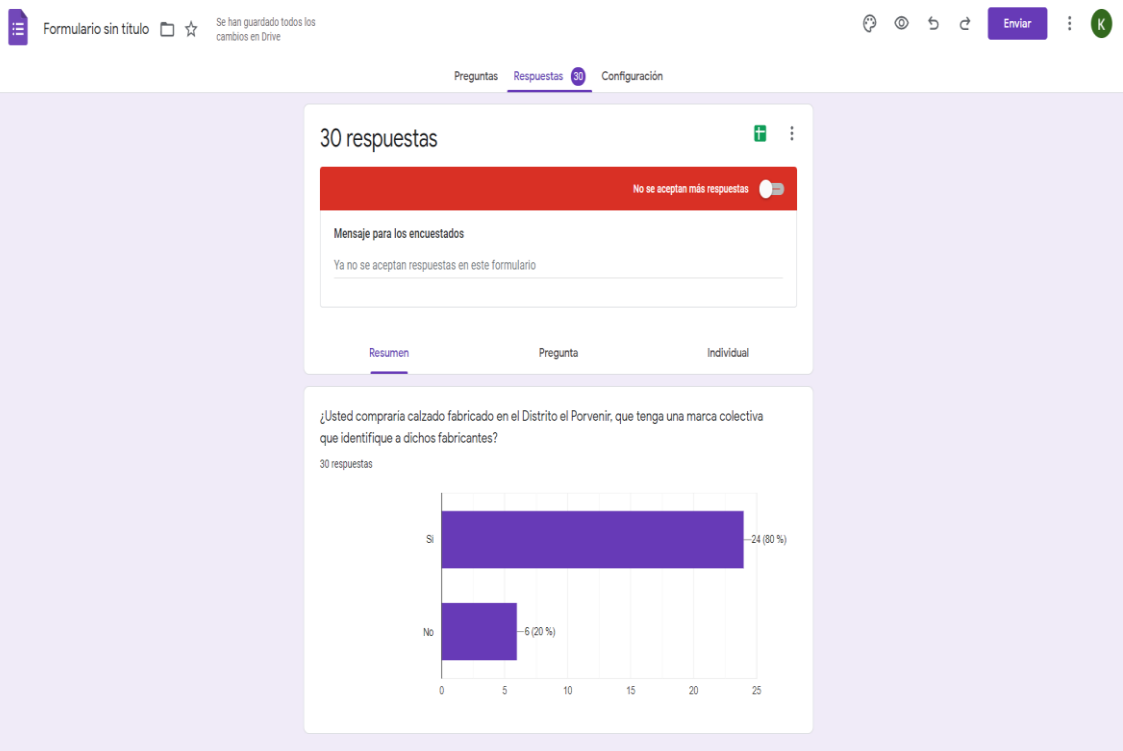 Formulario sin título
Se han guardado todos los
cambios en Drive
Enviar
K
Preguntas
Respuestas 30
Configuración
30 respuestas
No se aceptan más respuestas
Mensaje para los encuestados
Ya no se aceptan respuestas en este formulario
Resumen
Pregunta
Individual
¿Usted compraría calzado fabricado en el Distrito el Porvenir, que tenga una marca colectiva
que identifique a dichos fabricantes?
30 respuestas
Si
24 (80 %)
No
6 (20 %)
0 5 10 15 20 25